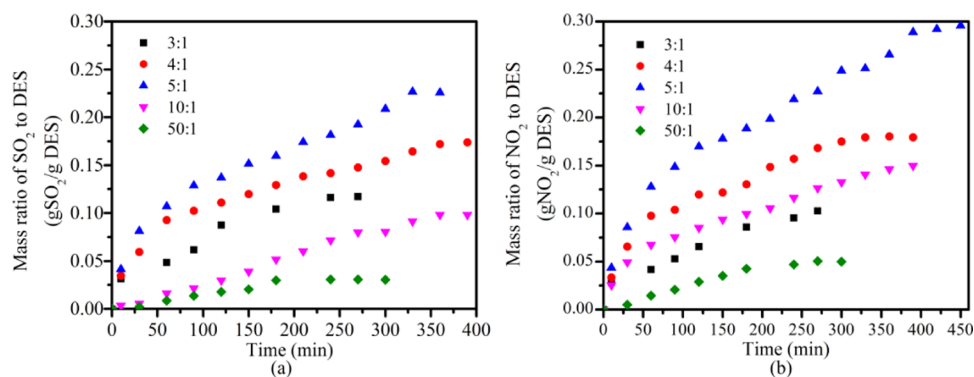 0.30
0.25
0.20
0.15
0.10
0.05
0.00
Mass ratio of SO2 to DES
(gSO2/g DES)
3:1
4:1
5:1
10:1
50:1
0 50 100 150 200 250 300 350 400
Time (min)
(a)
0.30
0.25
0.20
0.15
0.10
0.05
0.00
Mass ratio of NO2 to DES
(gNO2/g DES)
3:1
4:1
5:1
10:1
50:1
0 50 100 150 200 250 300 350 400 450
Time (min)
(b)